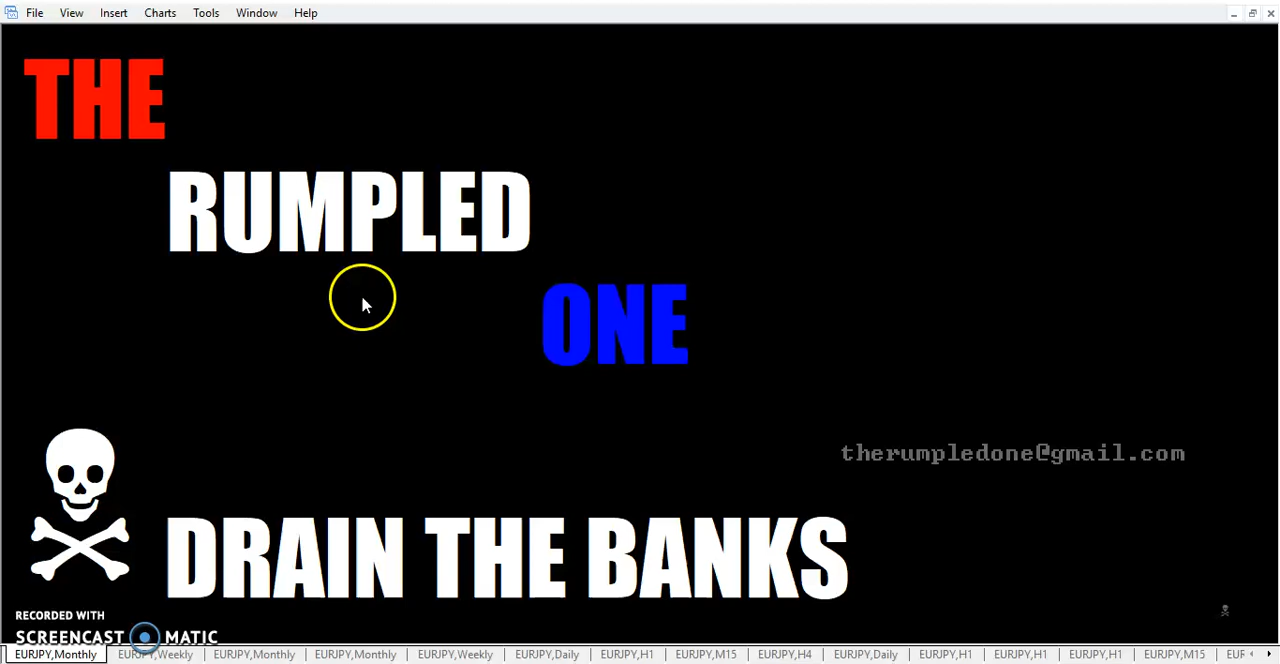 File View Insert Charts Tools Window Help
THE
RUMPLED
ONE
therumpledone@gmail.com
DRAIN THE BANKS
RECORDED WITH
SCREENCAST MATIC
EURJPY,Monthly EURJPY,Weekly EURJPY,Monthly EURJPY,Monthly EURJPY,Weekly EURJPY,Daily EURJPY,H1 EURJPY,M15 EURJPY,H4 EURJPY,Daily EURJPY,H1 EURJPY,H1 EURJPY,H1 EURJPY,M15